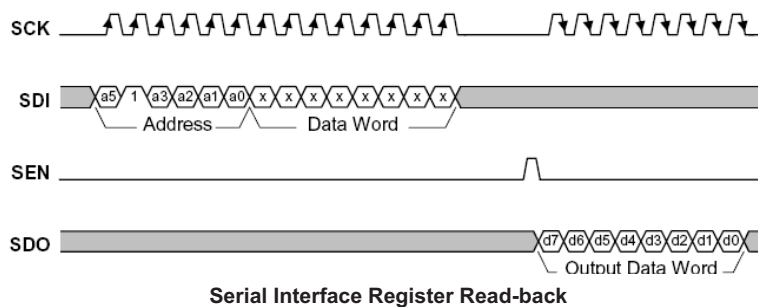 SCK
SDI a5 1 a3 a2 a1 a0 x x x x x x x x
Address Data Word
SEN
SDO d7 d6 d5 d4 d3 d2 d1 d0
Output Data Word
Serial Interface Register Read-back